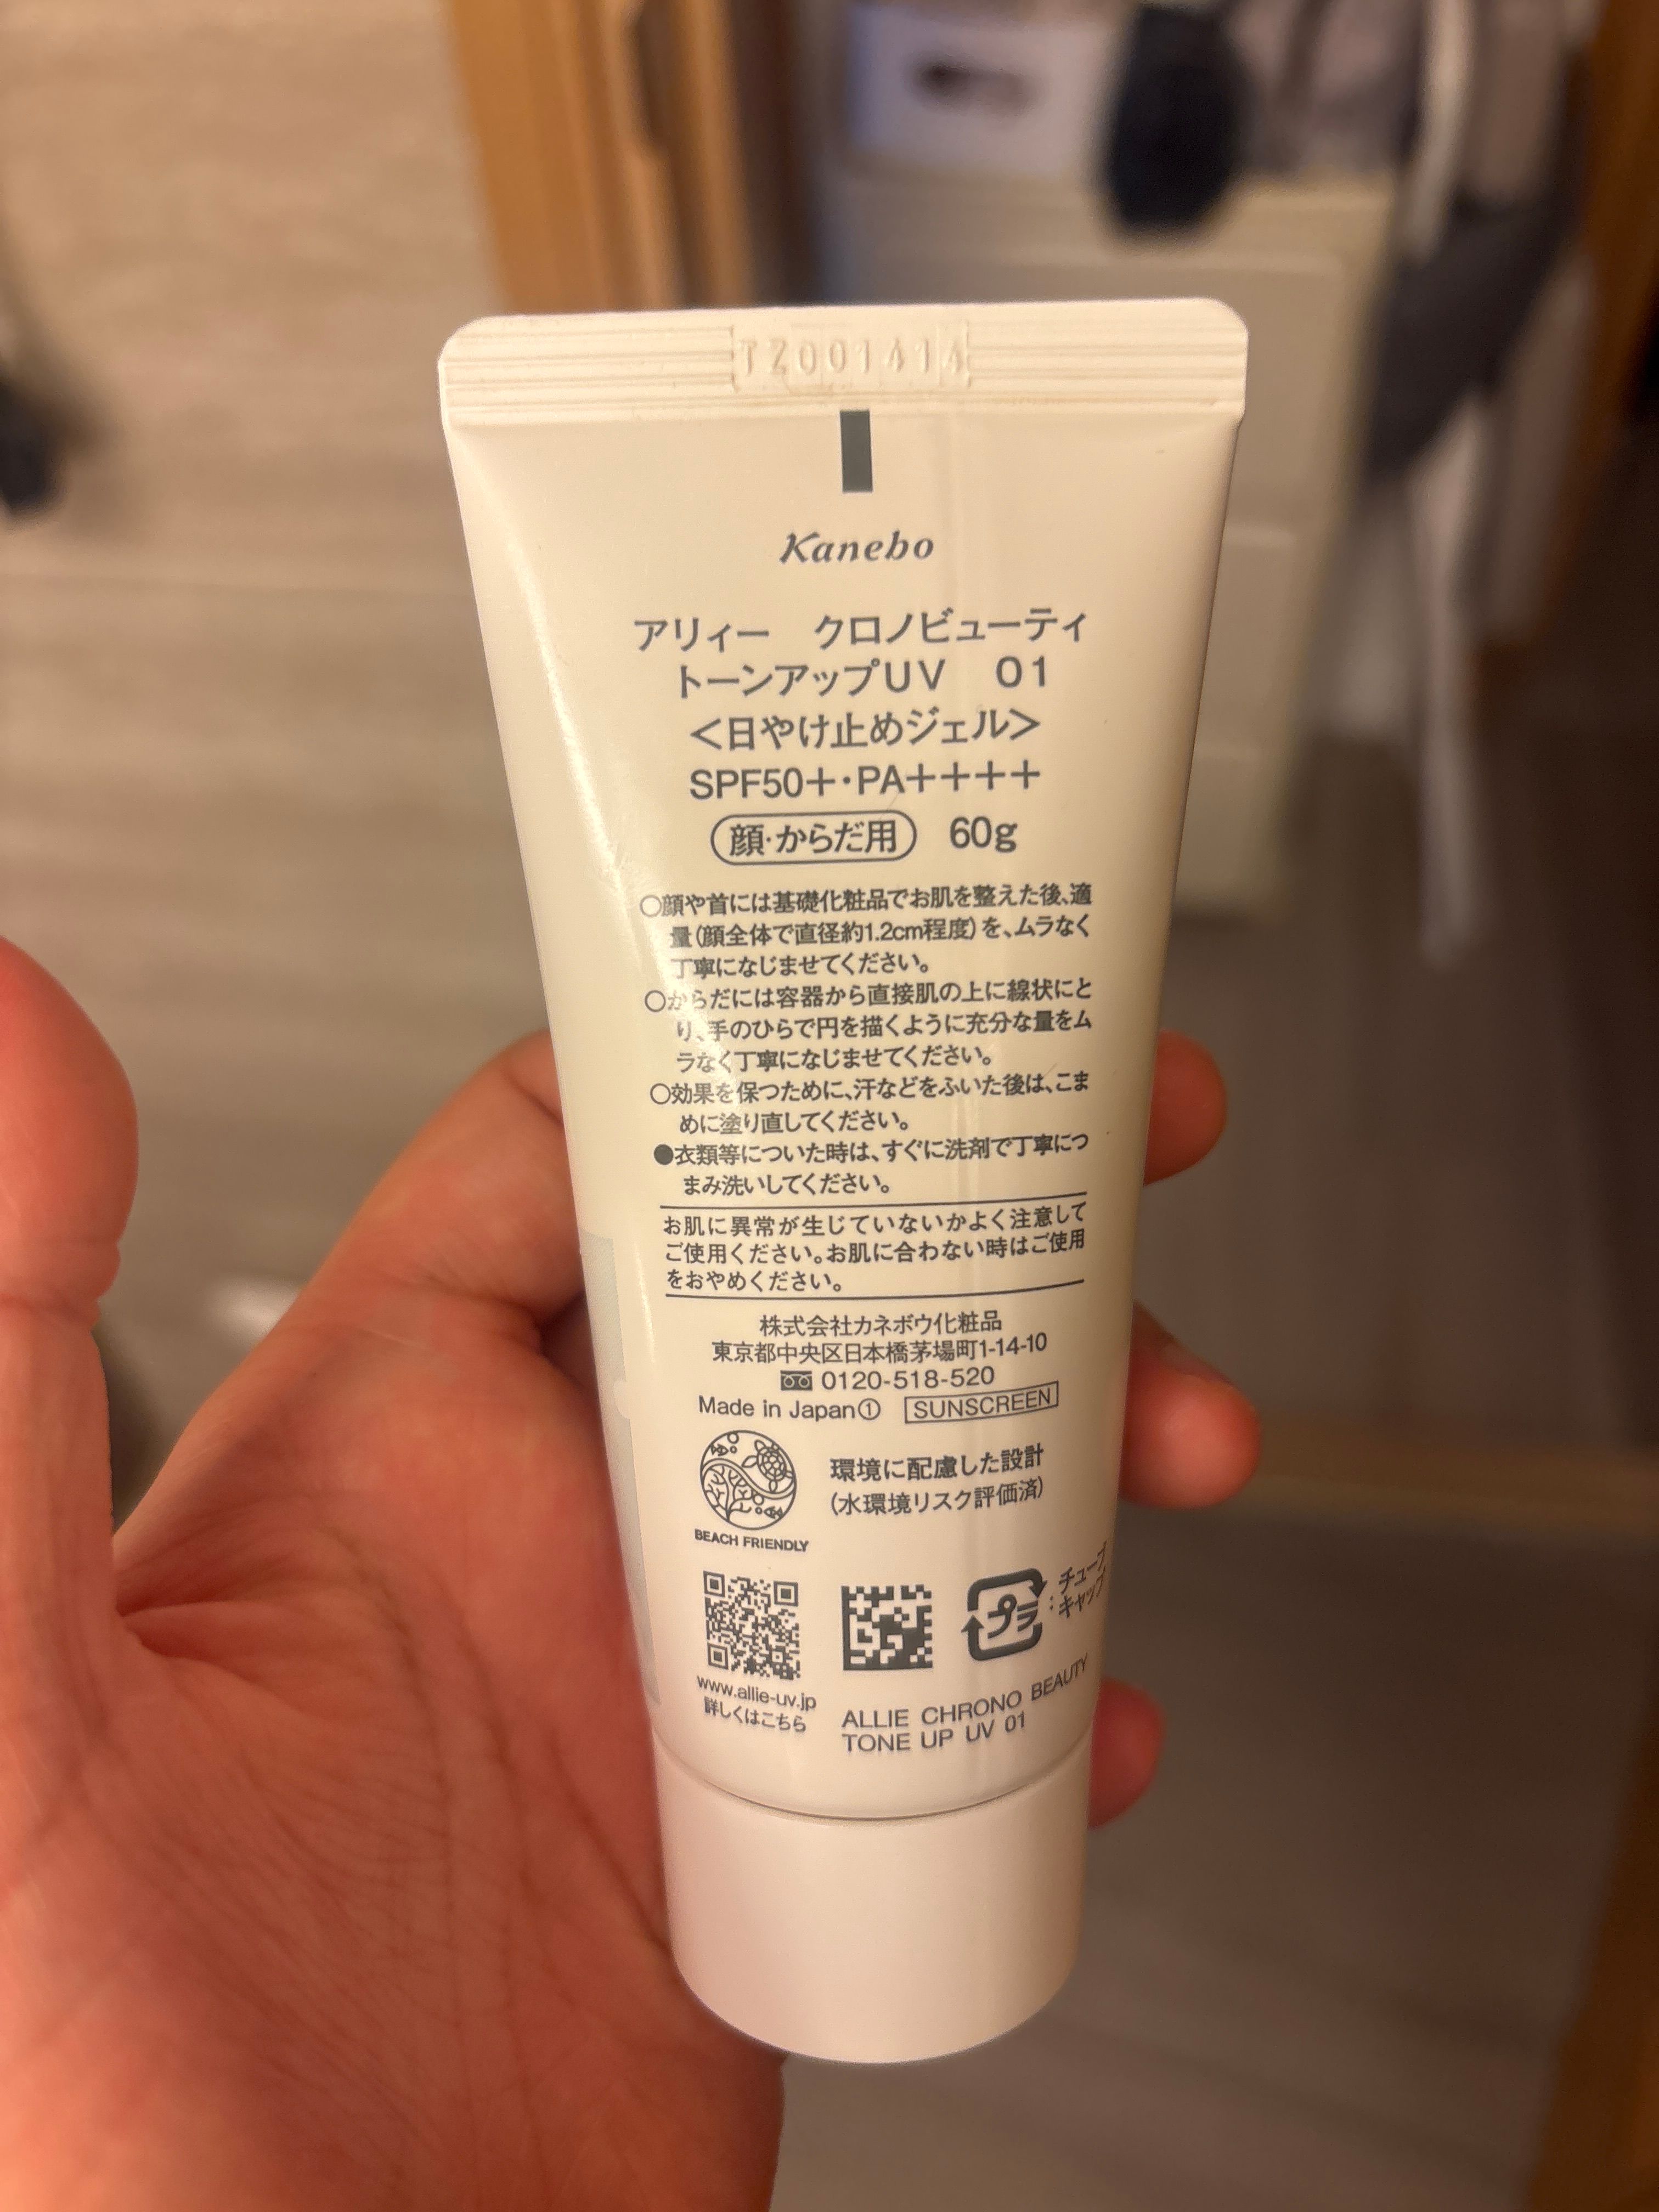 TZ001414
Kanebo
アリィー　クロノビューティ
トーンアップUV　01
＜日やけ止めジェル＞
SPF50+・PA++++
顔・からだ用　60g
○顔や首には基礎化粧品でお肌を整えた後、適
量（顔全体で直径約1.2cm程度）を、ムラなく
丁寧になじませてください。
○からだには容器から直接肌の上に線状にと
り、手のひらで円を描くように充分な量をム
ラなく丁寧になじませてください。
○効果を保つために、汗などをふいた後は、こま
めに塗り直してください。
●衣類等についた時は、すぐに洗剤で丁寧につ
まみ洗いしてください。
お肌に異常が生じていないかよく注意して
ご使用ください。お肌に合わない時はご使用
をおやめください。
株式会社カネボウ化粧品
東京都中央区日本橋茅場町1-14-10
0120-518-520
Made in Japan① SUNSCREEN
環境に配慮した設計
（水環境リスク評価済）
BEACH FRIENDLY
プラ：チューブ
キャップ
www.allie-uv.jp
詳しくはこちら
ALLIE CHRONO BEAUTY
TONE UP UV 01